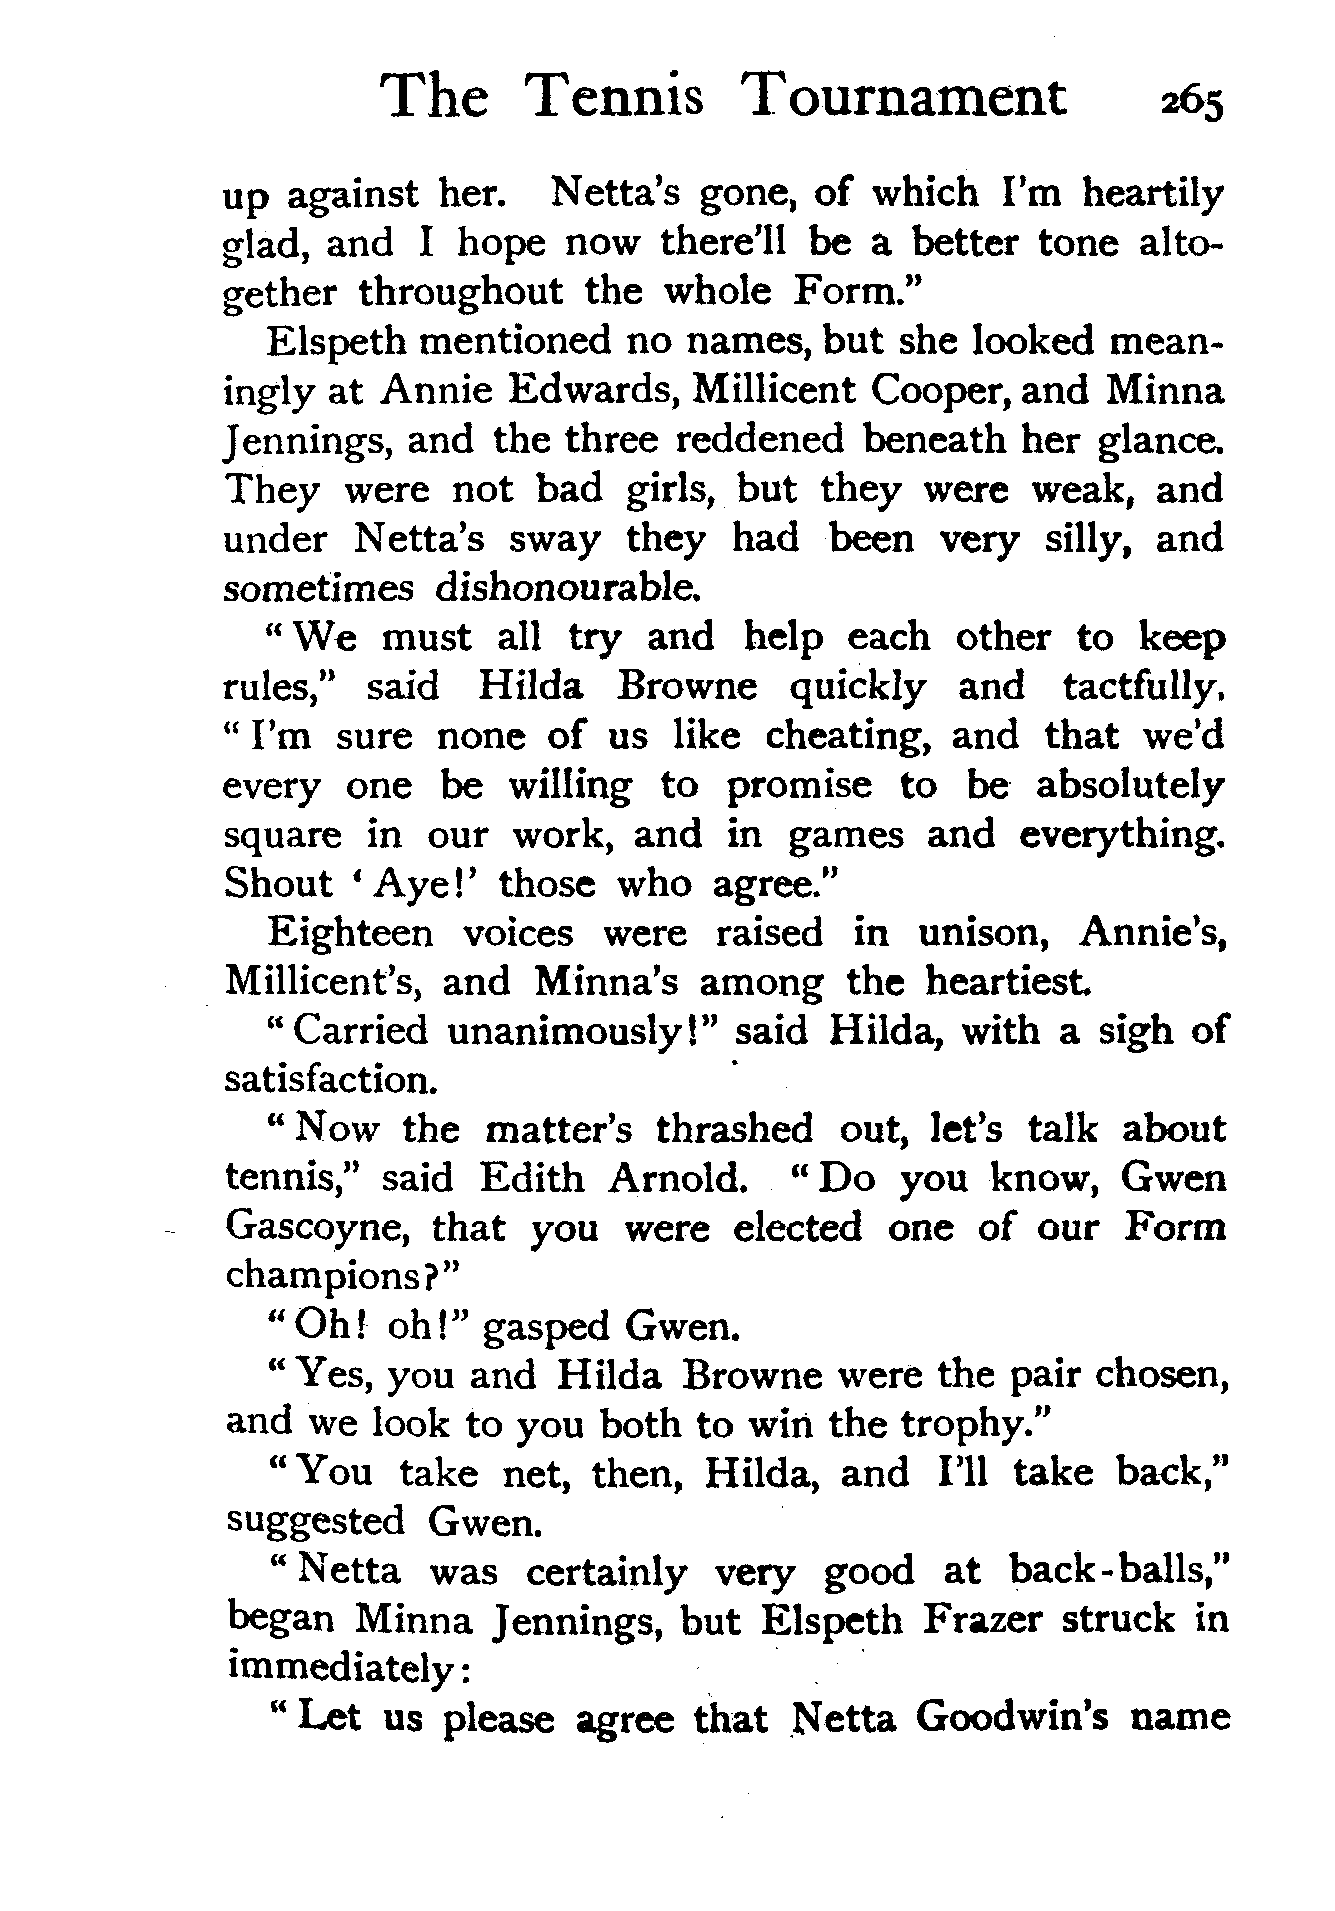 The Tennis Tournament 265
up against her. Netta's gone, of which I'm heartily
glad, and I hope now there'll be a better tone alto-
gether throughout the whole Form."
Elspeth mentioned no names, but she looked mean-
ingly at Annie Edwards, Millicent Cooper, and Minna
Jennings, and the three reddened beneath her glance.
They were not bad girls, but they were weak, and
under Netta's sway they had been very silly, and
sometimes dishonourable.
"We must all try and help each other to keep
rules," said Hilda Browne quickly and tactfully.
"I'm sure none of us like cheating, and that we'd
every one be willing to promise to be absolutely
square in our work, and in games and everything.
Shout 'Aye!' those who agree."
Eighteen voices were raised in unison, Annie's,
Millicent's, and Minna's among the heartiest.
"Carried unanimously!" said Hilda, with a sigh of
satisfaction.
"Now the matter's thrashed out, let's talk about
tennis," said Edith Arnold. "Do you know, Gwen
Gascoyne, that you were elected one of our Form
champions?"
"Oh! oh!" gasped Gwen.
"Yes, you and Hilda Browne were the pair chosen,
and we look to you both to win the trophy."
"You take net, then, Hilda, and I'll take back,"
suggested Gwen.
"Netta was certainly very good at back-balls,"
began Minna Jennings, but Elspeth Frazer struck in
immediately:
"Let us please agree that Netta Goodwin's name